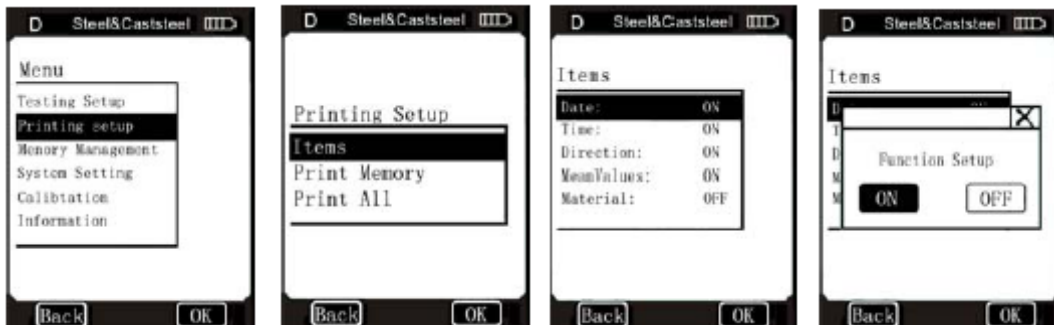 D Steel&Caststeel
Menu
Testing Setup
Printing setup
Menory Management
System Setting
Calibtation
Information
Back OK
D Steel&Caststeel
Printing Setup
Items
Print Memory
Print All
Back OK
D Steel&Caststeel
Items
Date: ON
Time: ON
Direction: ON
MeanValues: ON
Material: OFF
Back OK
D Steel&Caststeel
Items
Function Setup
ON OFF
Back OK